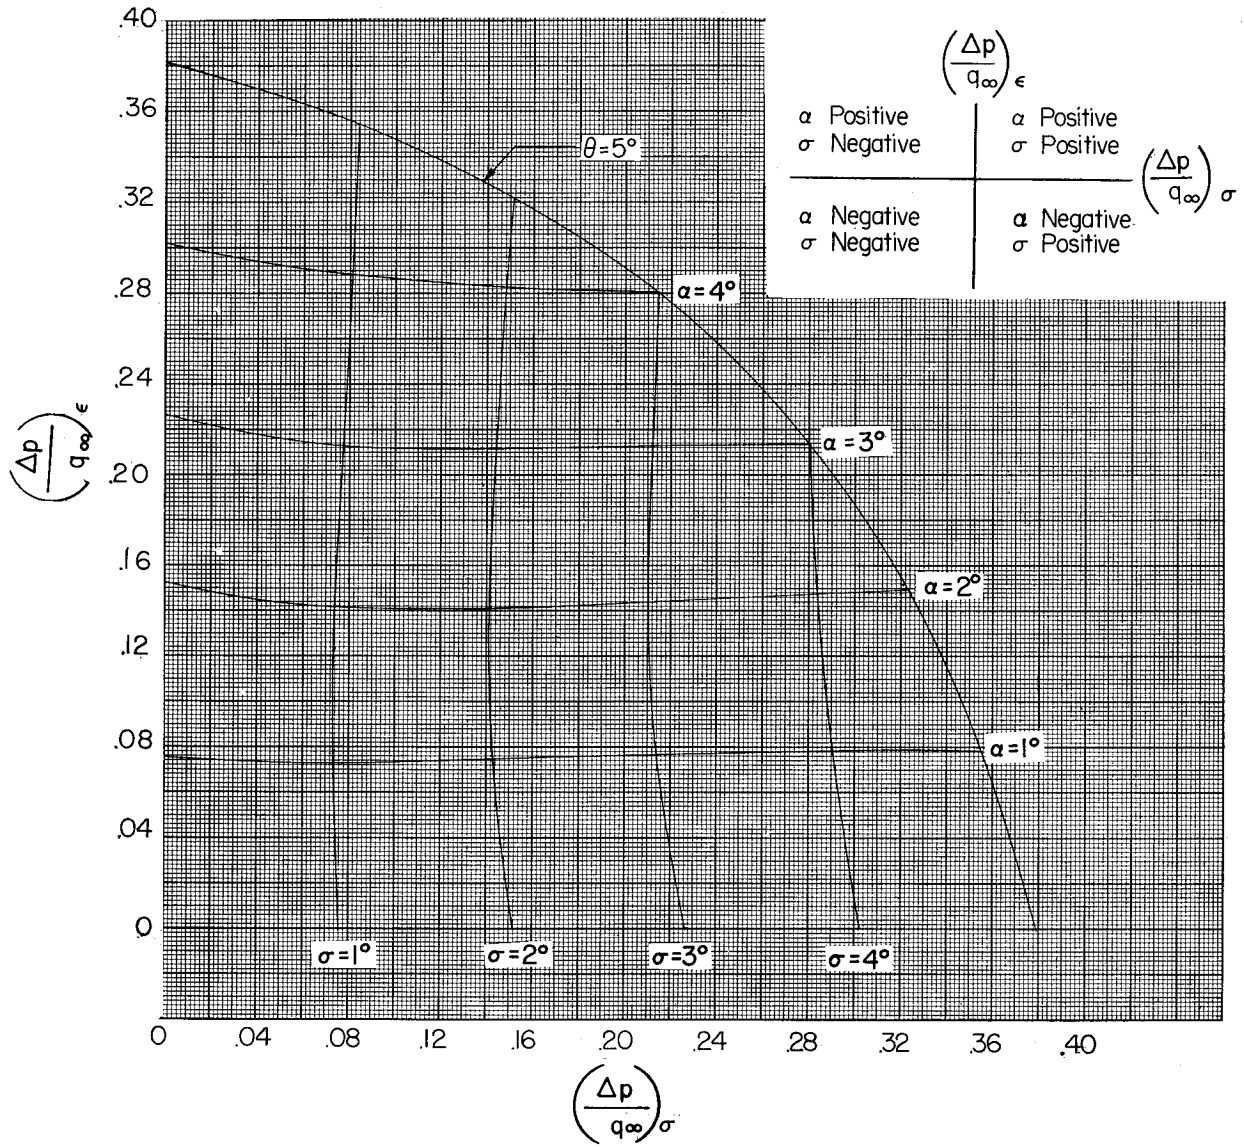 .40
.36
.32
.28
.24
.20
.16
.12
.08
.04
0
(Δp/q∞)ε
θ=5°
α=4°
α=3°
α=2°
α=1°
σ=1°
σ=2°
σ=3°
σ=4°
0 .04 .08 .12 .16 .20 .24 .28 .32 .36 .40
(Δp/q∞)σ
(Δp/q∞)ε
α Positive
σ Negative
α Positive
σ Positive
(Δp/q∞)σ
α Negative
σ Negative
α Negative
σ Positive